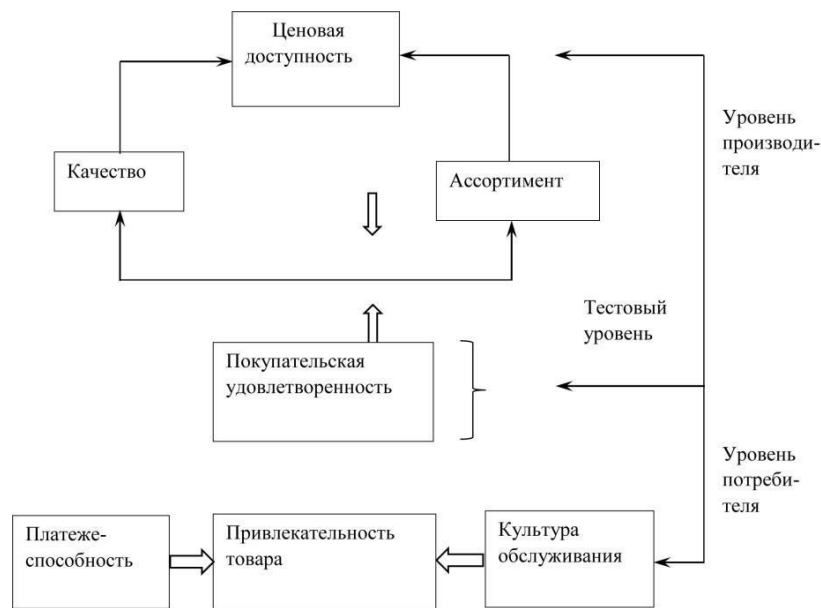 Ценовая
доступность
Уровень
производи-
теля
Качество
Ассортимент
Тестовый
уровень
Покупательская
удовлетворенность
Уровень
потреби-
теля
Платеже-
способность
Привлекательность
товара
Культура
обслуживания